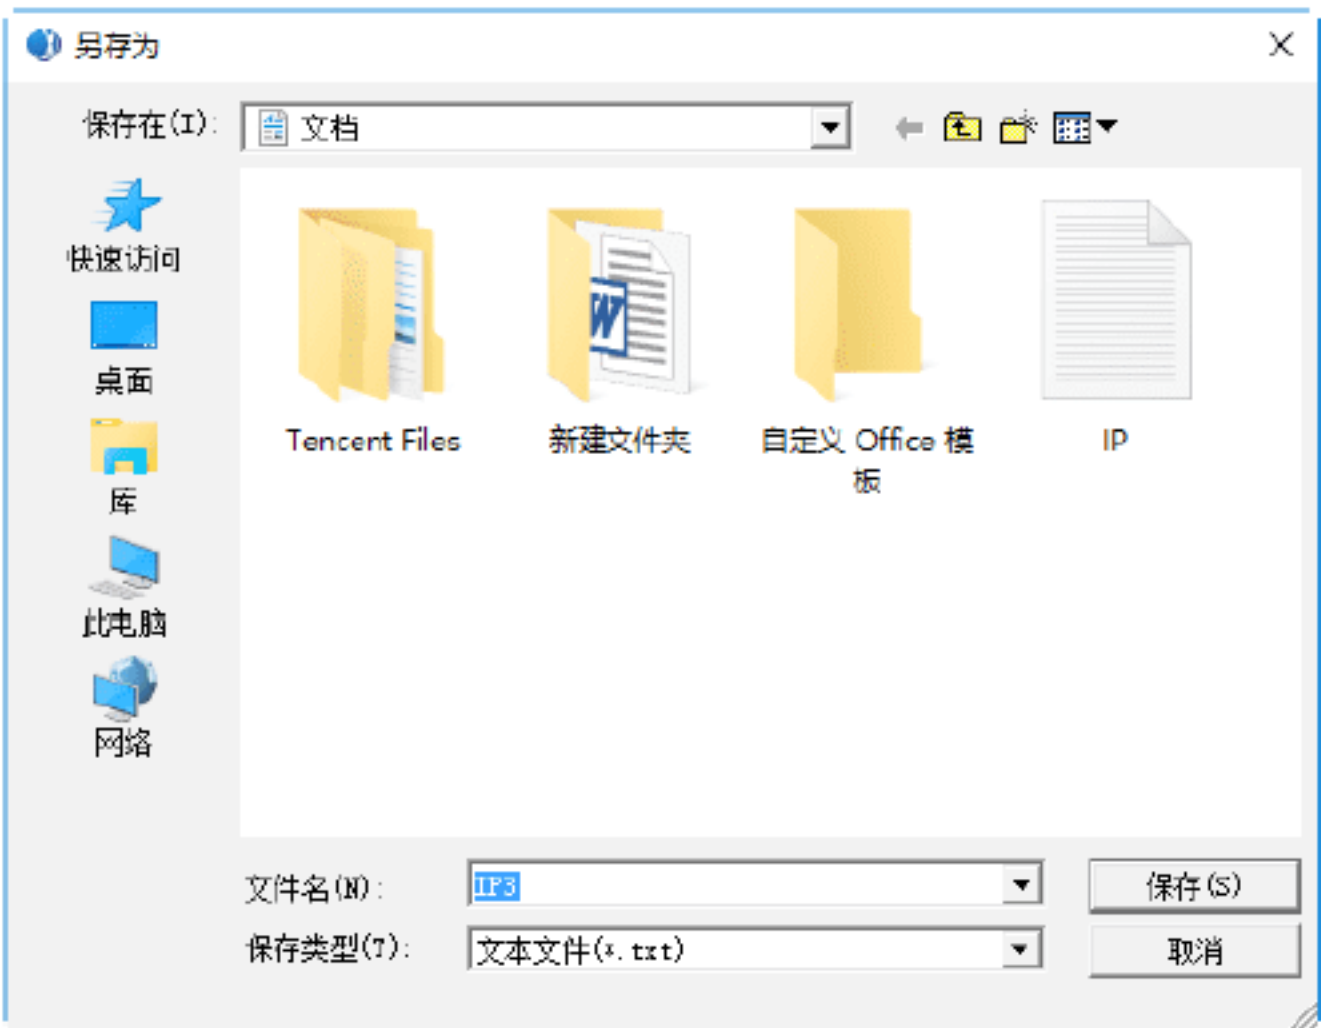 另存为
保存在(I):
文档
快速访问
桌面
库
此电脑
网络
Tencent Files
新建文件夹
自定义 Office 模
板
IP
文件名(N):
IP3
保存(S)
保存类型(T):
文本文件(*.txt)
取消